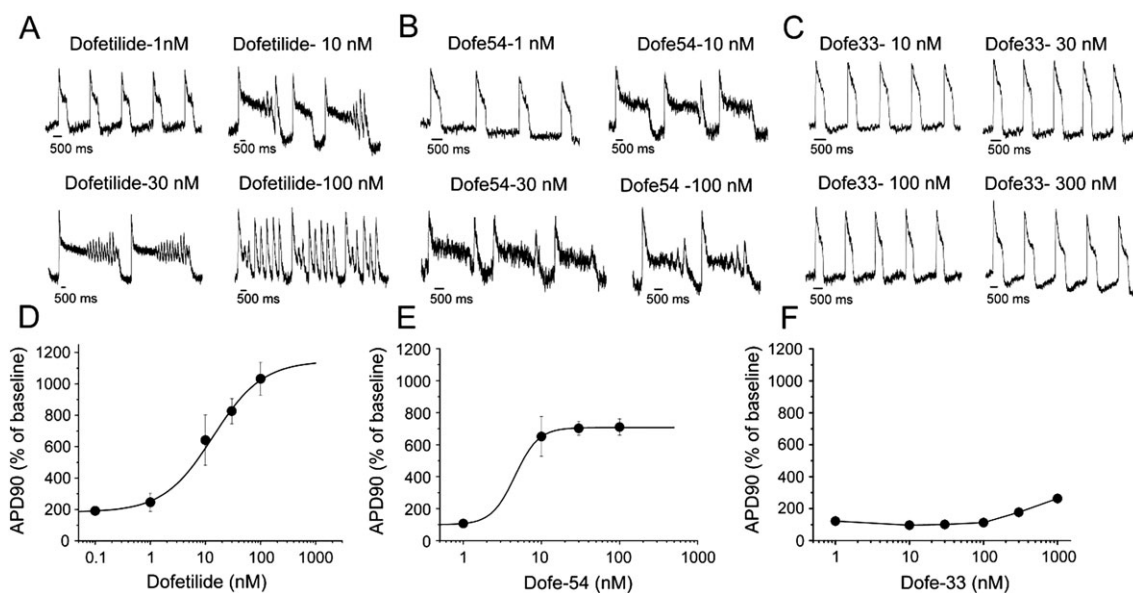 A
B
C
Dofetilide-1nM
Dofetilide- 10 nM
Dofe54-1 nM
Dofe54-10 nM
Dofe33- 10 nM
Dofe33- 30 nM
500 ms
500 ms
500 ms
500 ms
500 ms
500 ms
Dofetilide-30 nM
Dofetilide-100 nM
Dofe54-30 nM
Dofe54 -100 nM
Dofe33- 100 nM
Dofe33- 300 nM
500 ms
500 ms
500 ms
500 ms
500 ms
500 ms
D
APD90 (% of baseline)
1200
1000
800
600
400
200
0
0.1 1 10 100 1000
Dofetilide (nM)
E
APD90 (% of baseline)
1200
1000
800
600
400
200
0
1 10 100 1000
Dofe-54 (nM)
F
APD90 (% of baseline)
1200
1000
800
600
400
200
0
1 10 100 1000
Dofe-33 (nM)